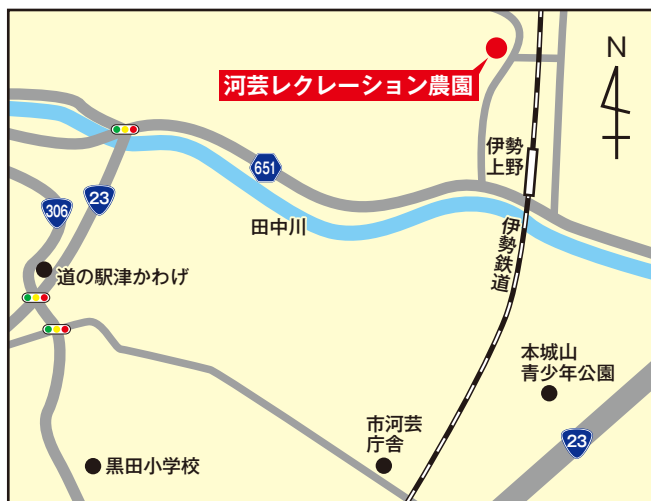 N
河芸レクレーション農園
伊勢
上野
651
23
306
田中川
伊勢鉄道
道の駅津かわげ
本城山
青少年公園
23
市河芸
庁舎
黒田小学校